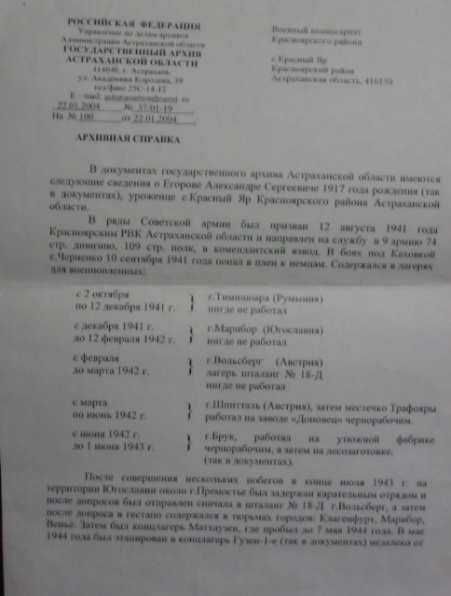 РОССИЙСКАЯ ФЕДЕРАЦИЯ
Управление по делам архивов
Администрации Астраханской области
ГОСУДАРСТВЕННЫЙ АРХИВ
АСТРАХАНСКОЙ ОБЛАСТИ
414040, г. Астрахань
ул. Академика Королева, 39
тел/факс 25С-14-12
E - mail:
22.01.2004 № 37/01-19
На № 100 от 22.01.2004
Военный комиссариат
Красноярского района
с.Красный Яр
Красноярский район
Астраханская область, 416150
АРХИВНАЯ СПРАВКА
В документах государственного архива Астраханской области имеются
следующие сведения о Егорове Александре Сергеевиче 1917 года рождения (так
в документах), уроженце с.Красный Яр Красноярского района Астраханской
области.
В ряды Советской армии был призван 12 августа 1941 года
Красноярским РВК Астраханской области и направлен на службу в 9 армию 74
стр. дивизию, 109 стр. полк, в комендантский взвод. В боях под Каховкой
с.Черненко 10 сентября 1941 года попал в плен к немцам. Содержался в лагерях
для военнопленных:
с 2 октября } г.Тимишоара (Румыния)
по 12 декабря 1941 г. нигде не работал
с декабря 1941 г. } г.Марибор (Югославия)
до 12 февраля 1942 г. нигде не работал
с февраля } г.Вольсберг (Австрия)
до марта 1942 г. лагерь шталанг № 18-Д
нигде не работал
с марта } г.Шпитталь (Австрия), затем местечко Трафояры
по июнь 1942 г. работал на заводе «Доновец» чернорабочим.
с июня 1942 г. } г.Брук, работал на утюжной фабрике
до 1 июня 1943 г. чернорабочим, а затем на лесозаготовке.
(так в документах).
После совершения нескольких побегов в конце июля 1943 г. на
территории Югославии около г.Премостье был задержан карательным отрядом и
после допросов был отправлен сначала в шталанг № 18-Д г.Вольсберг, а затем
после допроса в гестапо содержался в тюрьмах городов: Клагенфурт, Марибор,
Венье. Затем был концлагерь Матхаузен, где пробыл до 7 мая 1944 года. В мае
1944 года был этапирован в концлагерь Гузен-1-е (так в документах) недалеко от